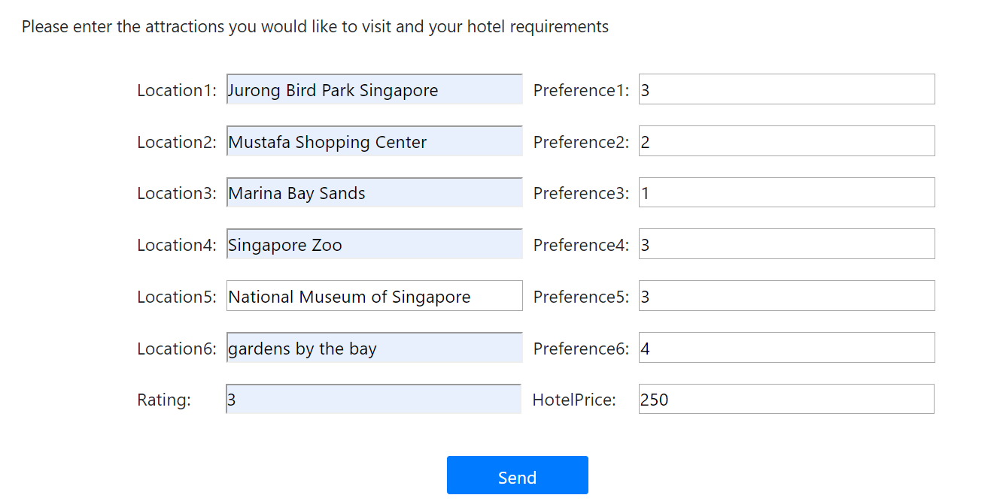 Please enter the attractions you would like to visit and your hotel requirements
Location1: Jurong Bird Park Singapore Preference1: 3
Location2: Mustafa Shopping Center Preference2: 2
Location3: Marina Bay Sands Preference3: 1
Location4: Singapore Zoo Preference4: 3
Location5: National Museum of Singapore Preference5: 3
Location6: gardens by the bay Preference6: 4
Rating: 3 HotelPrice: 250
Send